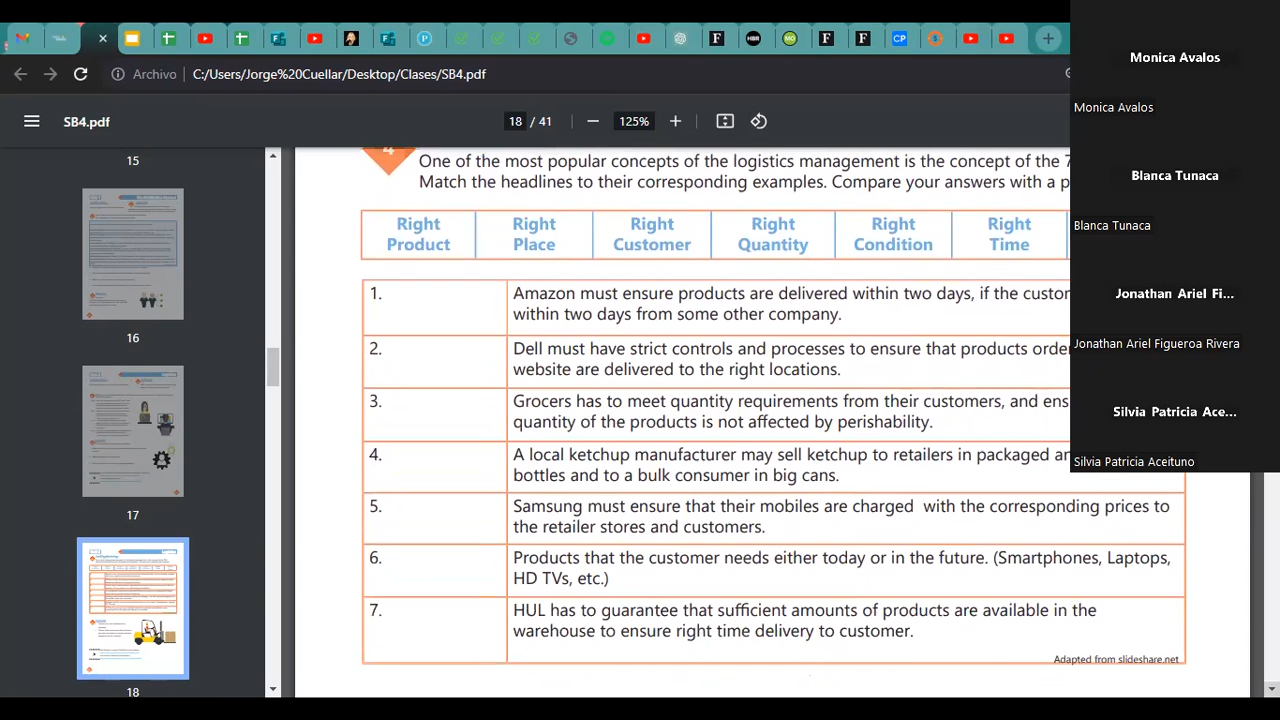 HBR
MO
CP
Archivo
C:/Users/Jorge%20Cuellar/Desktop/Clases/SB4.pdf
SB4.pdf
18 / 41
125%
15
16
17
18
4
One of the most popular concepts of the logistics management is the concept of the 7
Match the headlines to their corresponding examples. Compare your answers with a p
Right Product
Right Place
Right Customer
Right Quantity
Right Condition
Right Time
1.
Amazon must ensure products are delivered within two days, if the custom
within two days from some other company.
2.
Dell must have strict controls and processes to ensure that products orde
website are delivered to the right locations.
3.
Grocers has to meet quantity requirements from their customers, and ens
quantity of the products is not affected by perishability.
4.
A local ketchup manufacturer may sell ketchup to retailers in packaged an
bottles and to a bulk consumer in big cans.
5.
Samsung must ensure that their mobiles are charged with the corresponding prices to
the retailer stores and customers.
6.
Products that the customer needs either today or in the future. (Smartphones, Laptops,
HD TVs, etc.)
7.
HUL has to guarantee that sufficient amounts of products are available in the
warehouse to ensure right time delivery to customer.
Adapted from slideshare.net
Monica Avalos
Monica Avalos
Blanca Tunaca
Blanca Tunaca
Jonathan Ariel Fi...
Jonathan Ariel Figueroa Rivera
Silvia Patricia Ace...
Silvia Patricia Aceituno